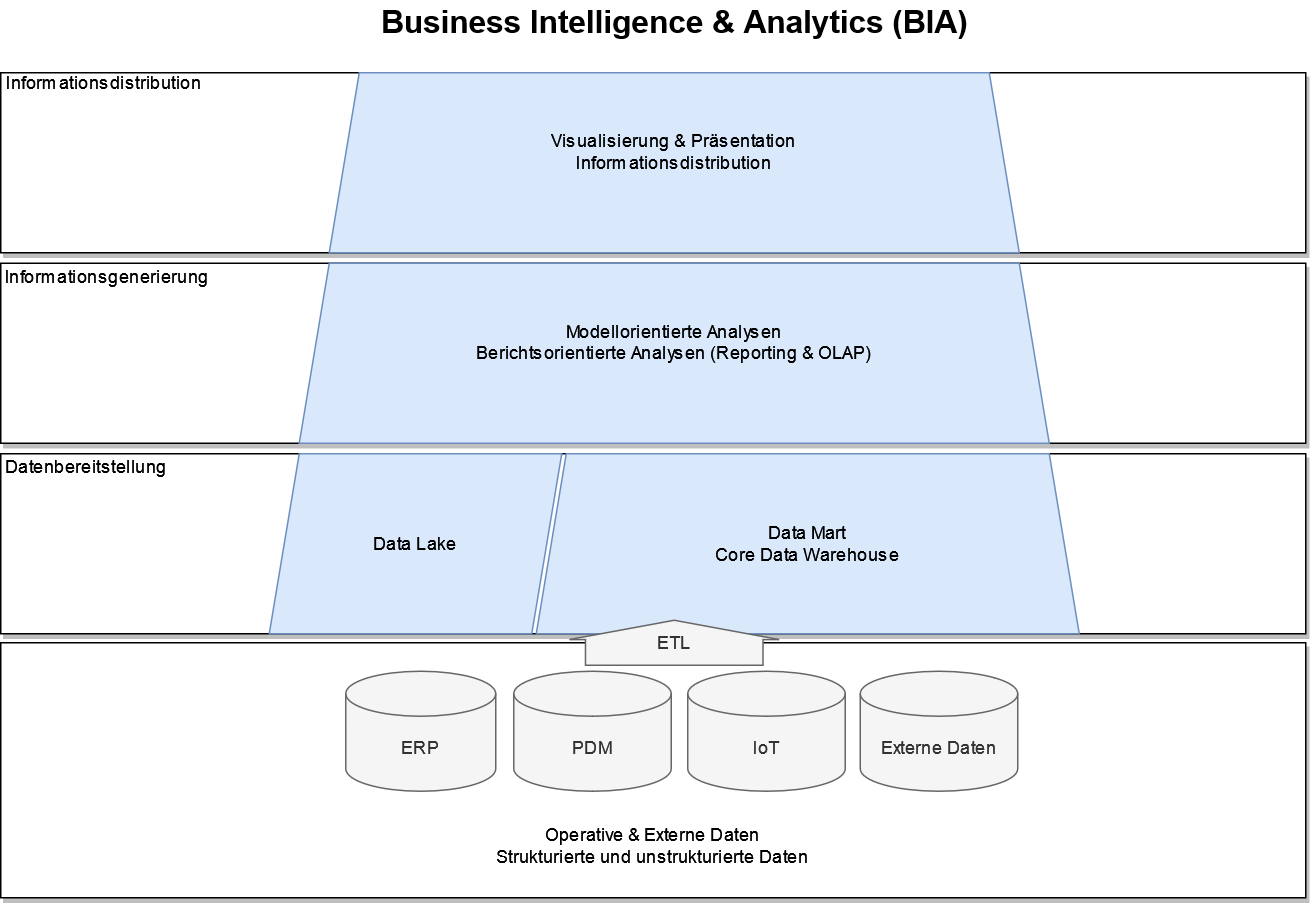 Business Intelligence & Analytics (BIA)
Informationsdistribution
Visualisierung & Präsentation
Informationsdistribution
Informationsgenerierung
Modellorientierte Analysen
Berichtsorientierte Analysen (Reporting & OLAP)
Datenbereitstellung
Data Lake
Data Mart
Core Data Warehouse
ETL
ERP
PDM
IoT
Externe Daten
Operative & Externe Daten
Strukturierte und unstrukturierte Daten